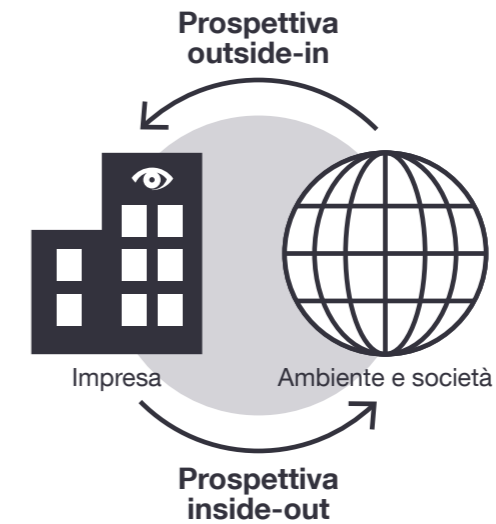 Prospettiva
outside-in
Impresa
Ambiente e società
Prospettiva
inside-out